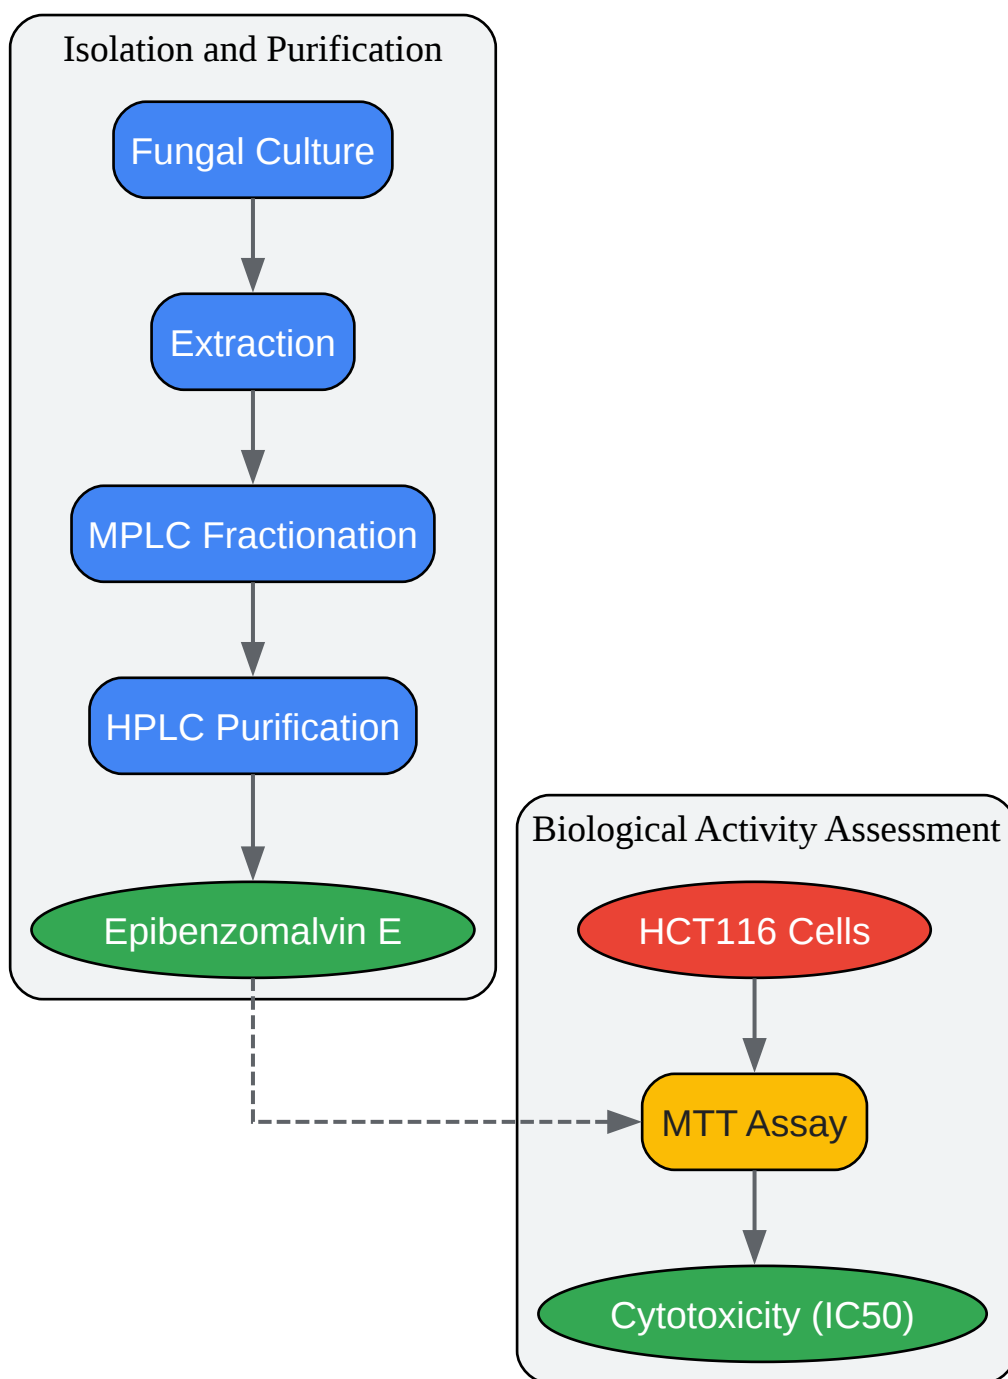 Isolation and Purification
Fungal Culture
Extraction
MPLC Fractionation
HPLC Purification
Epibenzomalvin E
Biological Activity Assessment
HCT116 Cells
MTT Assay
Cytotoxicity (IC50)